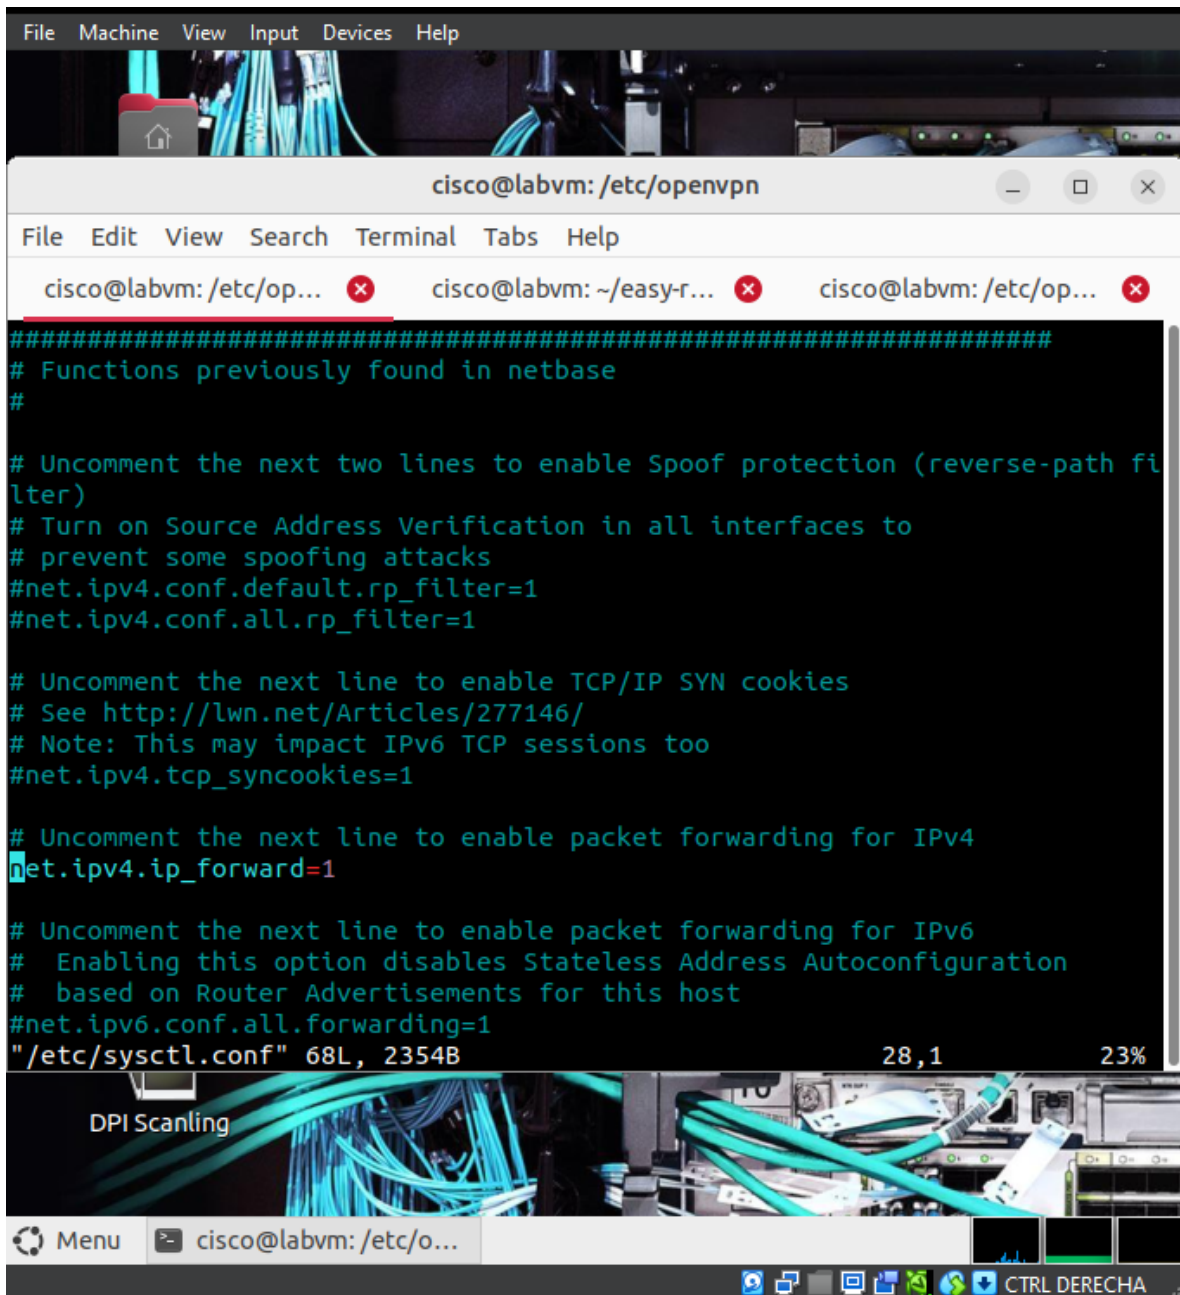 File Machine View Input Devices Help
cisco@labvm: /etc/openvpn
File Edit View Search Terminal Tabs Help
cisco@labvm: /etc/op... cisco@labvm: ~/easy-r... cisco@labvm: /etc/op...
###################################################################
# Functions previously found in netbase
#
# Uncomment the next two lines to enable Spoof protection (reverse-path fi
lter)
# Turn on Source Address Verification in all interfaces to
# prevent some spoofing attacks
#net.ipv4.conf.default.rp_filter=1
#net.ipv4.conf.all.rp_filter=1
# Uncomment the next line to enable TCP/IP SYN cookies
# See http://lwn.net/Articles/277146/
# Note: This may impact IPv6 TCP sessions too
#net.ipv4.tcp_syncookies=1
# Uncomment the next line to enable packet forwarding for IPv4
net.ipv4.ip_forward=1
# Uncomment the next line to enable packet forwarding for IPv6
#  Enabling this option disables Stateless Address Autoconfiguration
#  based on Router Advertisements for this host
#net.ipv6.conf.all.forwarding=1
"/etc/sysctl.conf" 68L, 2354B 28,1 23%
DPI Scanling
Menu cisco@labvm: /etc/o...
CTRL DERECHA